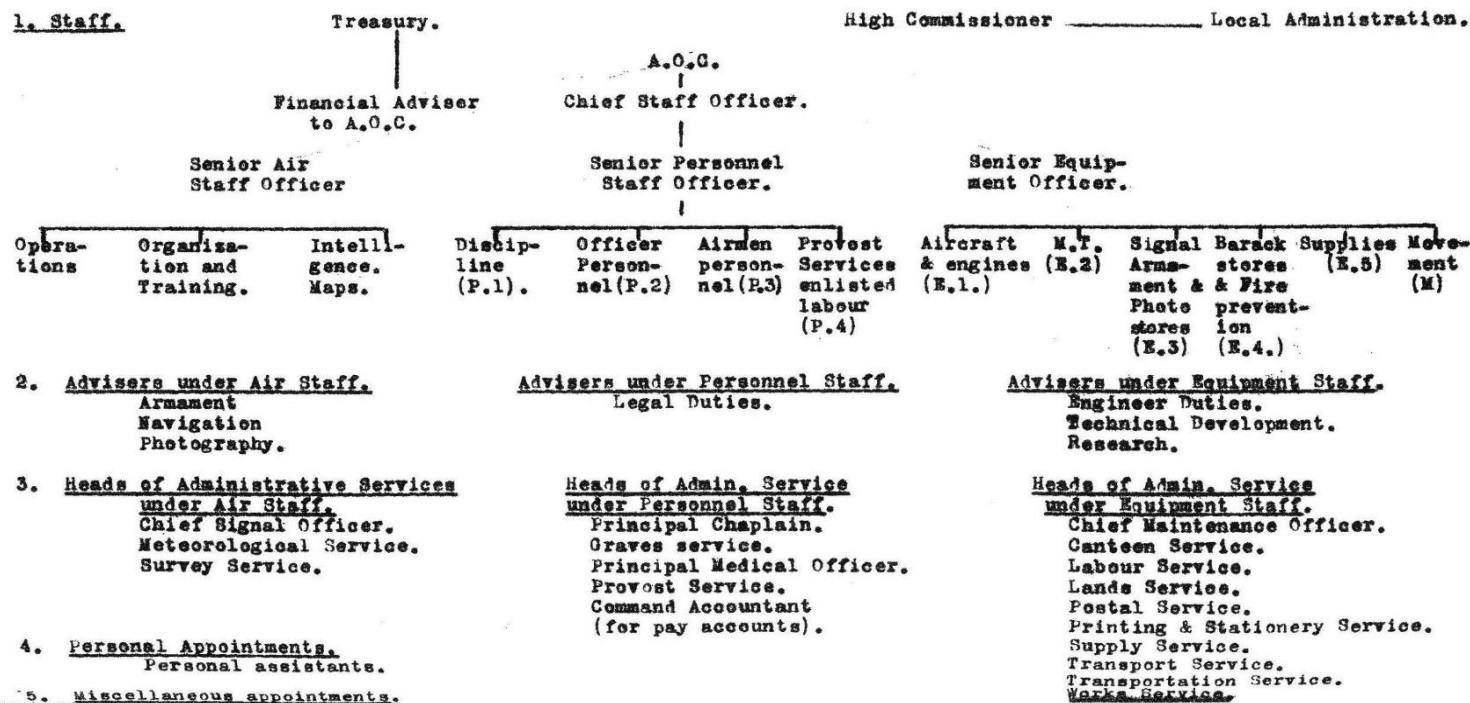 1. Staff. Treasury. High Commissioner Local Administration.
A.O.C.
Financial Adviser Chief Staff Officer.
to A.O.C.
Senior Air Senior Personnel Senior Equip-
Staff Officer Staff Officer. ment Officer.
Opera- Organiza- Intelli- Discip- Officer Airmen Provost Aircraft M.T. Signal Barack Supplies Move-
tions tion and gence. line Person- person- Services & engines (E.2) Arma- stores (E.5) ment
Training. Maps. (P.1). nel(P.2) nel(P.3) enlisted (E.1.) ment & & Fire (M)
labour Photo prevent-
(P.4) stores ion
(E.3) (E.4.)
2. Advisers under Air Staff. Advisers under Personnel Staff. Advisers under Equipment Staff.
Armament Legal Duties. Engineer Duties.
Navigation Technical Development.
Photography. Research.
3. Heads of Administrative Services Heads of Admin. Service Heads of Admin. Service
under Air Staff. under Personnel Staff. under Equipment Staff.
Chief Signal Officer. Principal Chaplain. Chief Maintenance Officer.
Meteorological Service. Graves service. Canteen Service.
Survey Service. Principal Medical Officer. Labour Service.
Provost Service. Lands Service.
Command Accountant Postal Service.
(for pay accounts). Printing & Stationery Service.
4. Personal Appointments. Supply Service.
Personal assistants. Transport Service.
Transportation Service.
5. Miscellaneous appointments. Works Service.